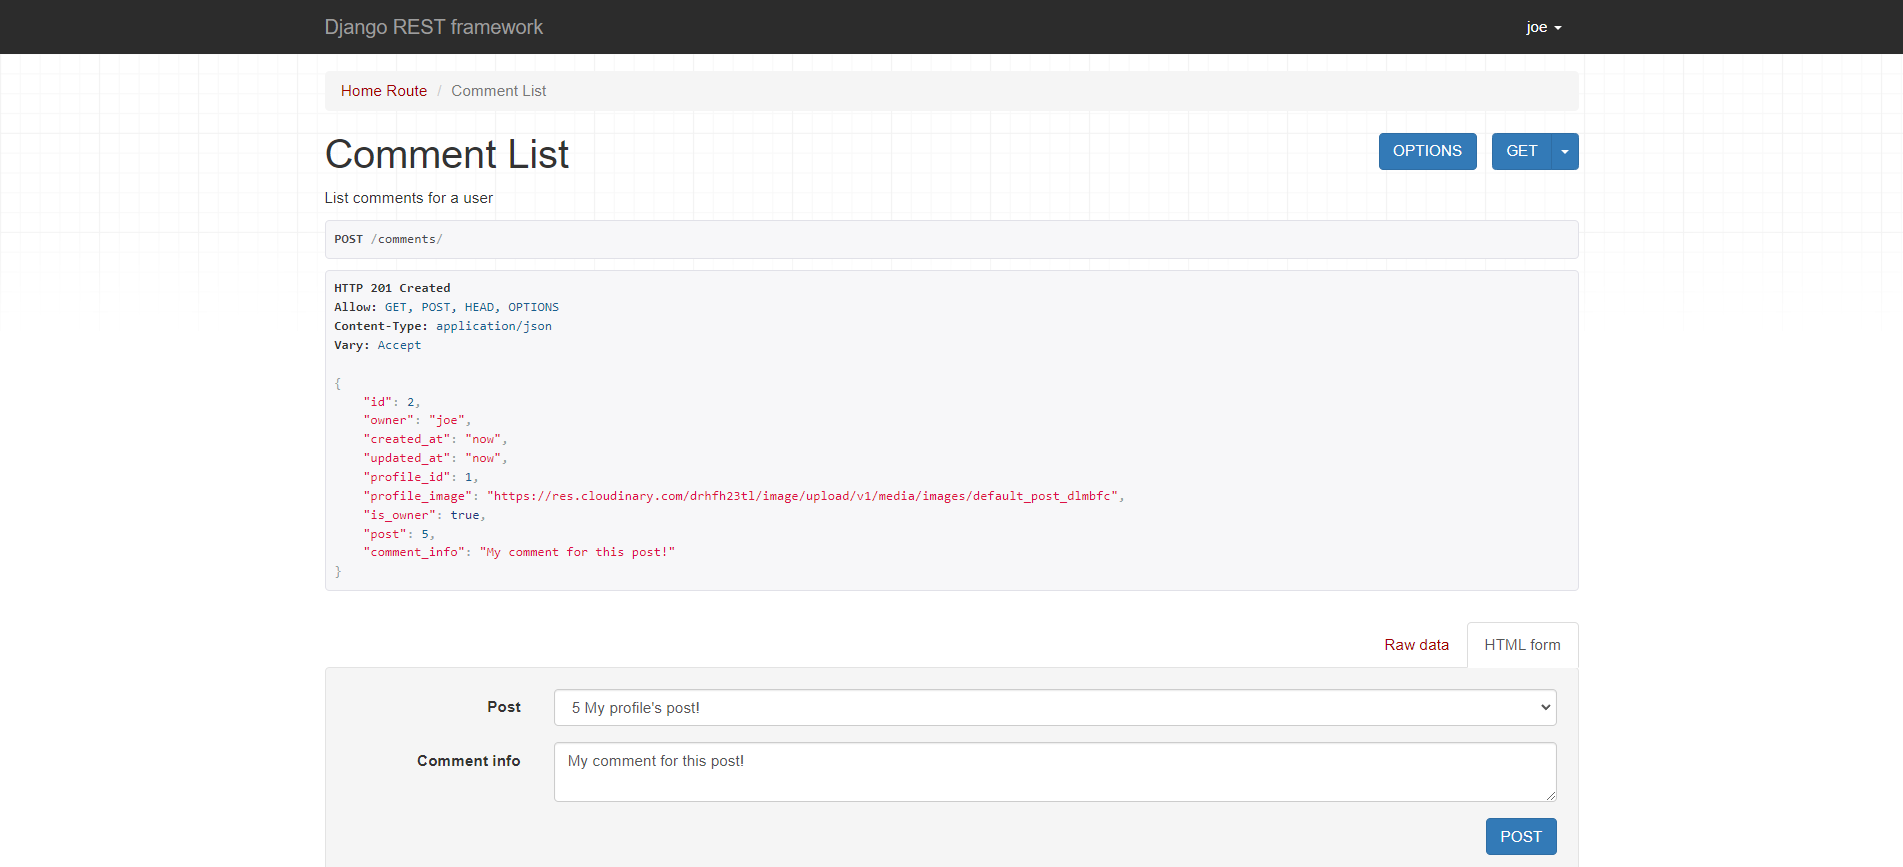 Django REST framework
joe
Home Route / Comment List
Comment List
OPTIONS
GET
List comments for a user
POST /comments/
HTTP 201 Created
Allow: GET, POST, HEAD, OPTIONS
Content-Type: application/json
Vary: Accept
{
"id": 2,
"owner": "joe",
"created_at": "now",
"updated_at": "now",
"profile_id": 1,
"profile_image": "https://res.cloudinary.com/drhfh23tl/image/upload/v1/media/images/default_post_dlmbfc",
"is_owner": true,
"post": 5,
"comment_info": "My comment for this post!"
}
Raw data
HTML form
Post
5 My profile's post!
Comment info
My comment for this post!
POST